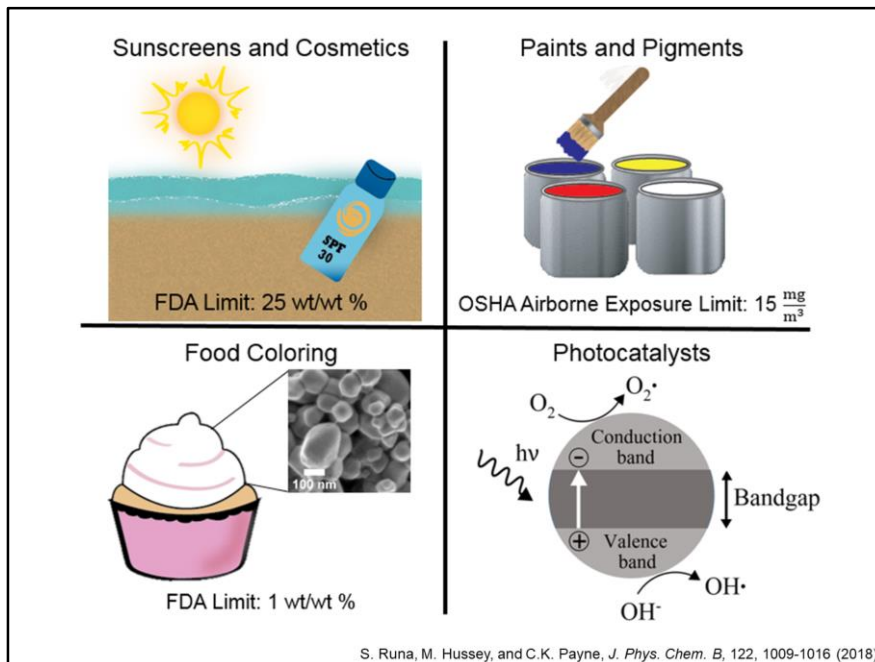 Sunscreens and Cosmetics
SPF
30
FDA Limit: 25 wt/wt %
Paints and Pigments
OSHA Airborne Exposure Limit: 15 mg/m³
Food Coloring
100 nm
FDA Limit: 1 wt/wt %
Photocatalysts
O₂
O₂•
hν
Conduction
band
−
Bandgap
+
Valence
band
OH•
OH⁻
S. Runa, M. Hussey, and C.K. Payne, J. Phys. Chem. B, 122, 1009-1016 (2018)